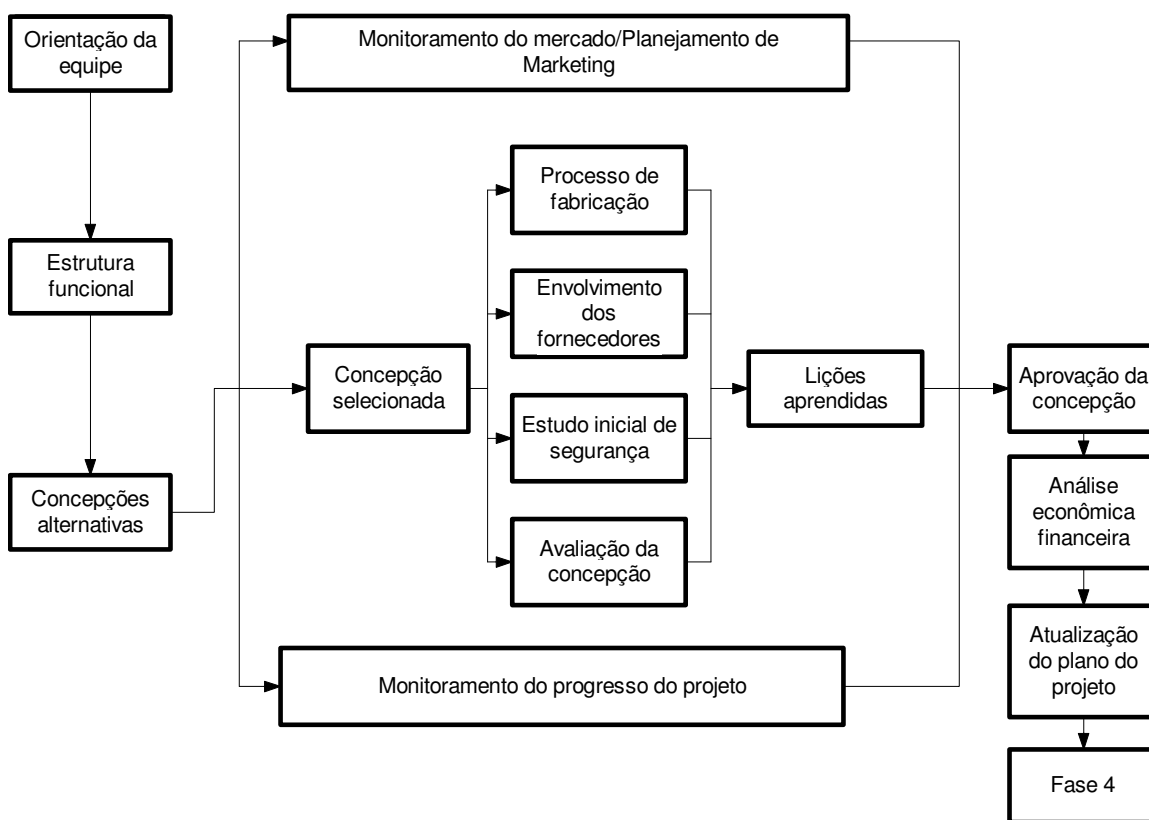 Orientação da
equipe
Monitoramento do mercado/Planejamento de
Marketing
Processo de
fabricação
Estrutura
funcional
Envolvimento
dos
fornecedores
Concepção
selecionada
Lições
aprendidas
Aprovação da
concepção
Estudo inicial de
segurança
Concepções
alternativas
Análise
econômica
financeira
Avaliação da
concepção
Monitoramento do progresso do projeto
Atualização
do plano do
projeto
Fase 4